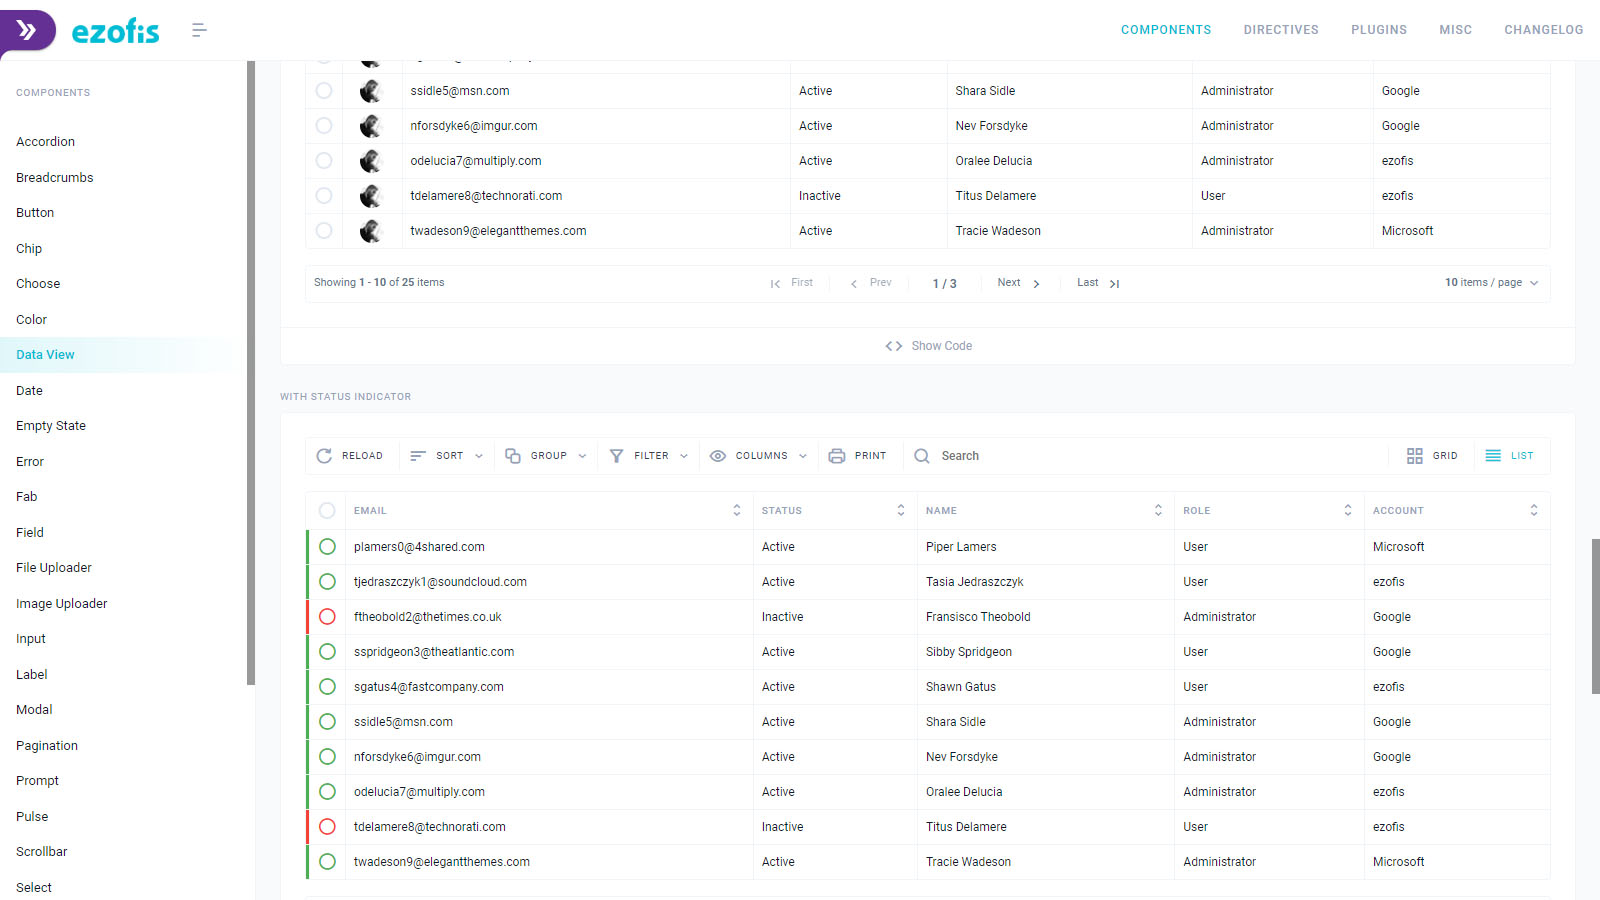 ezofis
COMPONENTS
DIRECTIVES
PLUGINS
MISC
CHANGELOG
COMPONENTS
Accordion
Breadcrumbs
Button
Chip
Choose
Color
Data View
Date
Empty State
Error
Fab
Field
File Uploader
Image Uploader
Input
Label
Modal
Pagination
Prompt
Pulse
Scrollbar
Select
ssidle5@msn.com Active Shara Sidle Administrator Google
nforsdyke6@imgur.com Active Nev Forsdyke Administrator Google
odelucia7@multiply.com Active Oralee Delucia Administrator ezofis
tdelamere8@technorati.com Inactive Titus Delamere User ezofis
twadeson9@elegantthemes.com Active Tracie Wadeson Administrator Microsoft
Showing 1 - 10 of 25 items First Prev 1 / 3 Next Last 10 items / page
Show Code
WITH STATUS INDICATOR
RELOAD SORT GROUP FILTER COLUMNS PRINT Search GRID LIST
EMAIL STATUS NAME ROLE ACCOUNT
plamers0@4shared.com Active Piper Lamers User Microsoft
tjedraszczyk1@soundcloud.com Active Tasia Jedraszczyk User ezofis
ftheobold2@thetimes.co.uk Inactive Fransisco Theobold Administrator Google
sspridgeon3@theatlantic.com Active Sibby Spridgeon User Google
sgatus4@fastcompany.com Active Shawn Gatus User ezofis
ssidle5@msn.com Active Shara Sidle Administrator Google
nforsdyke6@imgur.com Active Nev Forsdyke Administrator Google
odelucia7@multiply.com Active Oralee Delucia Administrator ezofis
tdelamere8@technorati.com Inactive Titus Delamere User ezofis
twadeson9@elegantthemes.com Active Tracie Wadeson Administrator Microsoft